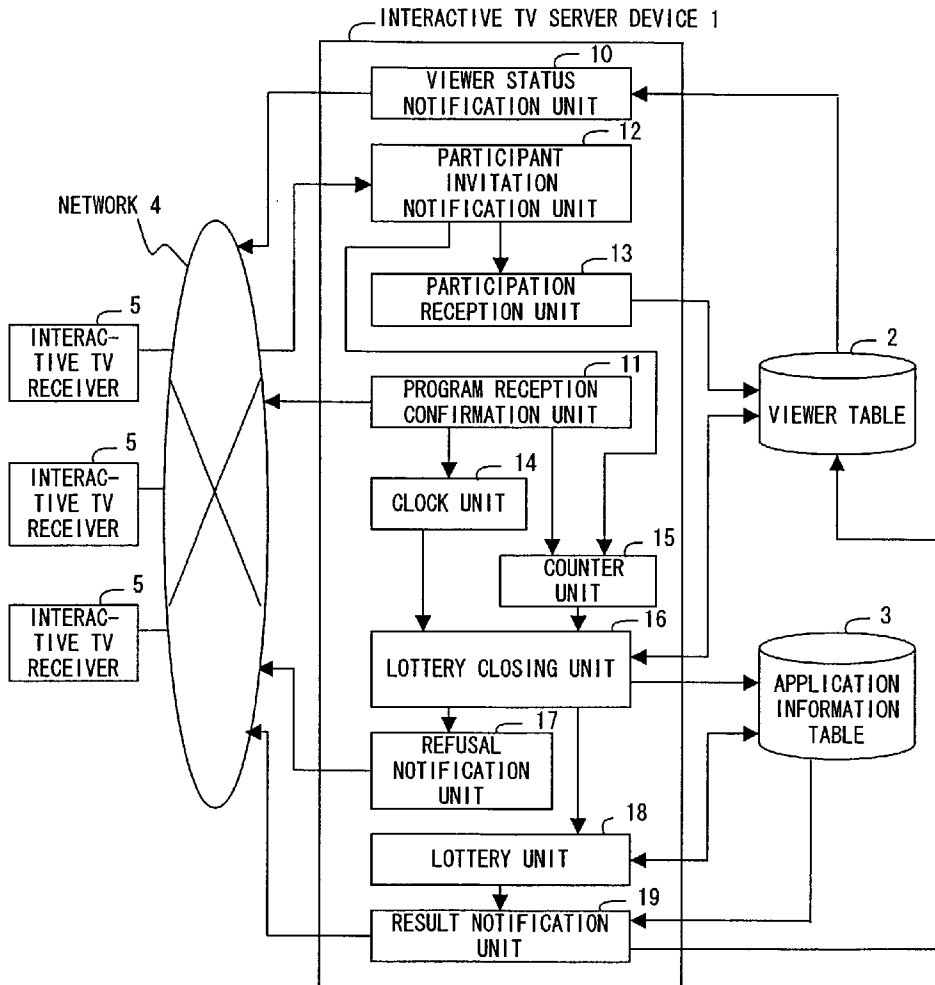 INTERACTIVE TV SERVER DEVICE 1
10
VIEWER STATUS
NOTIFICATION UNIT
12
PARTICIPANT
INVITATION
NOTIFICATION UNIT
NETWORK 4
13
PARTICIPATION
RECEPTION UNIT
5
INTERAC-
TIVE TV
RECEIVER
2
VIEWER TABLE
11
PROGRAM RECEPTION
CONFIRMATION UNIT
5
INTERAC-
TIVE TV
RECEIVER
14
CLOCK UNIT
15
COUNTER
UNIT
5
INTERAC-
TIVE TV
RECEIVER
16
LOTTERY CLOSING UNIT
3
APPLICATION
INFORMATION
TABLE
17
REFUSAL
NOTIFICATION
UNIT
18
LOTTERY UNIT
19
RESULT NOTIFICATION
UNIT